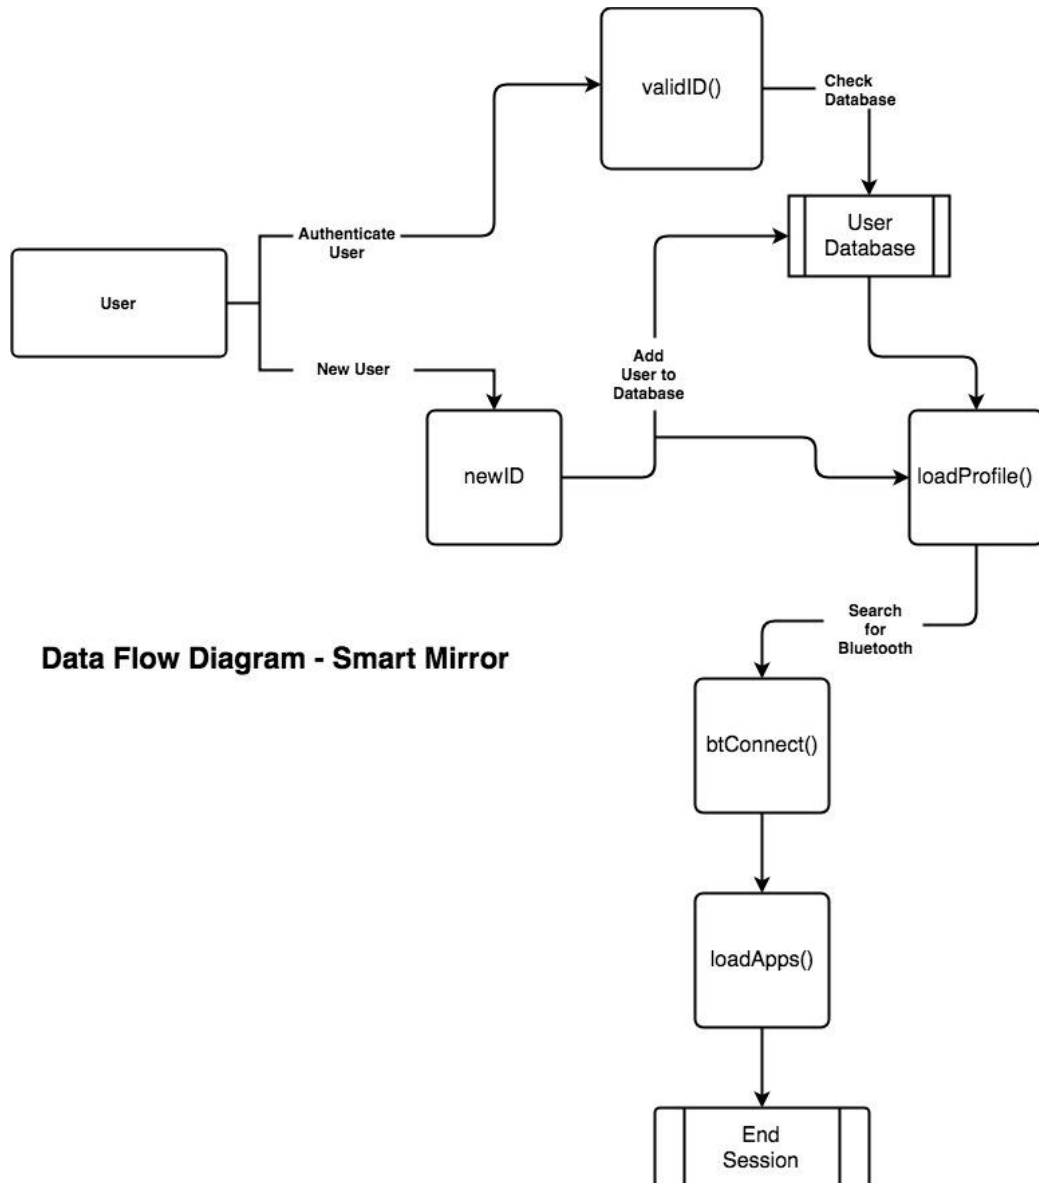 validID()
Check
Database
User
Database
Authenticate
User
User
New User
Add
User to
Database
newID
loadProfile()
Search
for
Bluetooth
Data Flow Diagram - Smart Mirror
btConnect()
loadApps()
End
Session